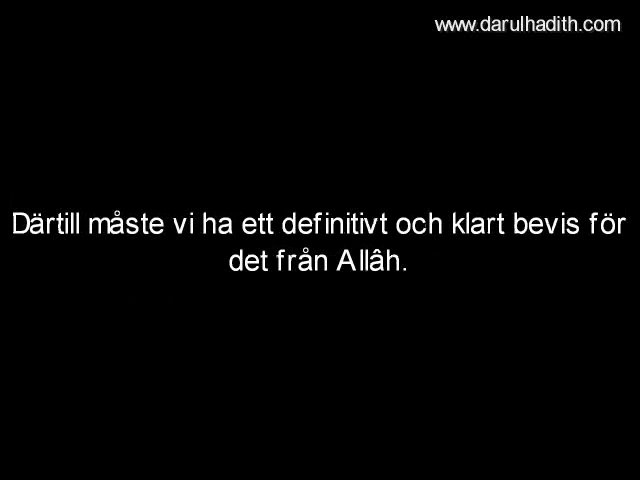 www.darulhadith.com
Därtill måste vi ha ett definitivt och klart bevis för
det från Allâh.